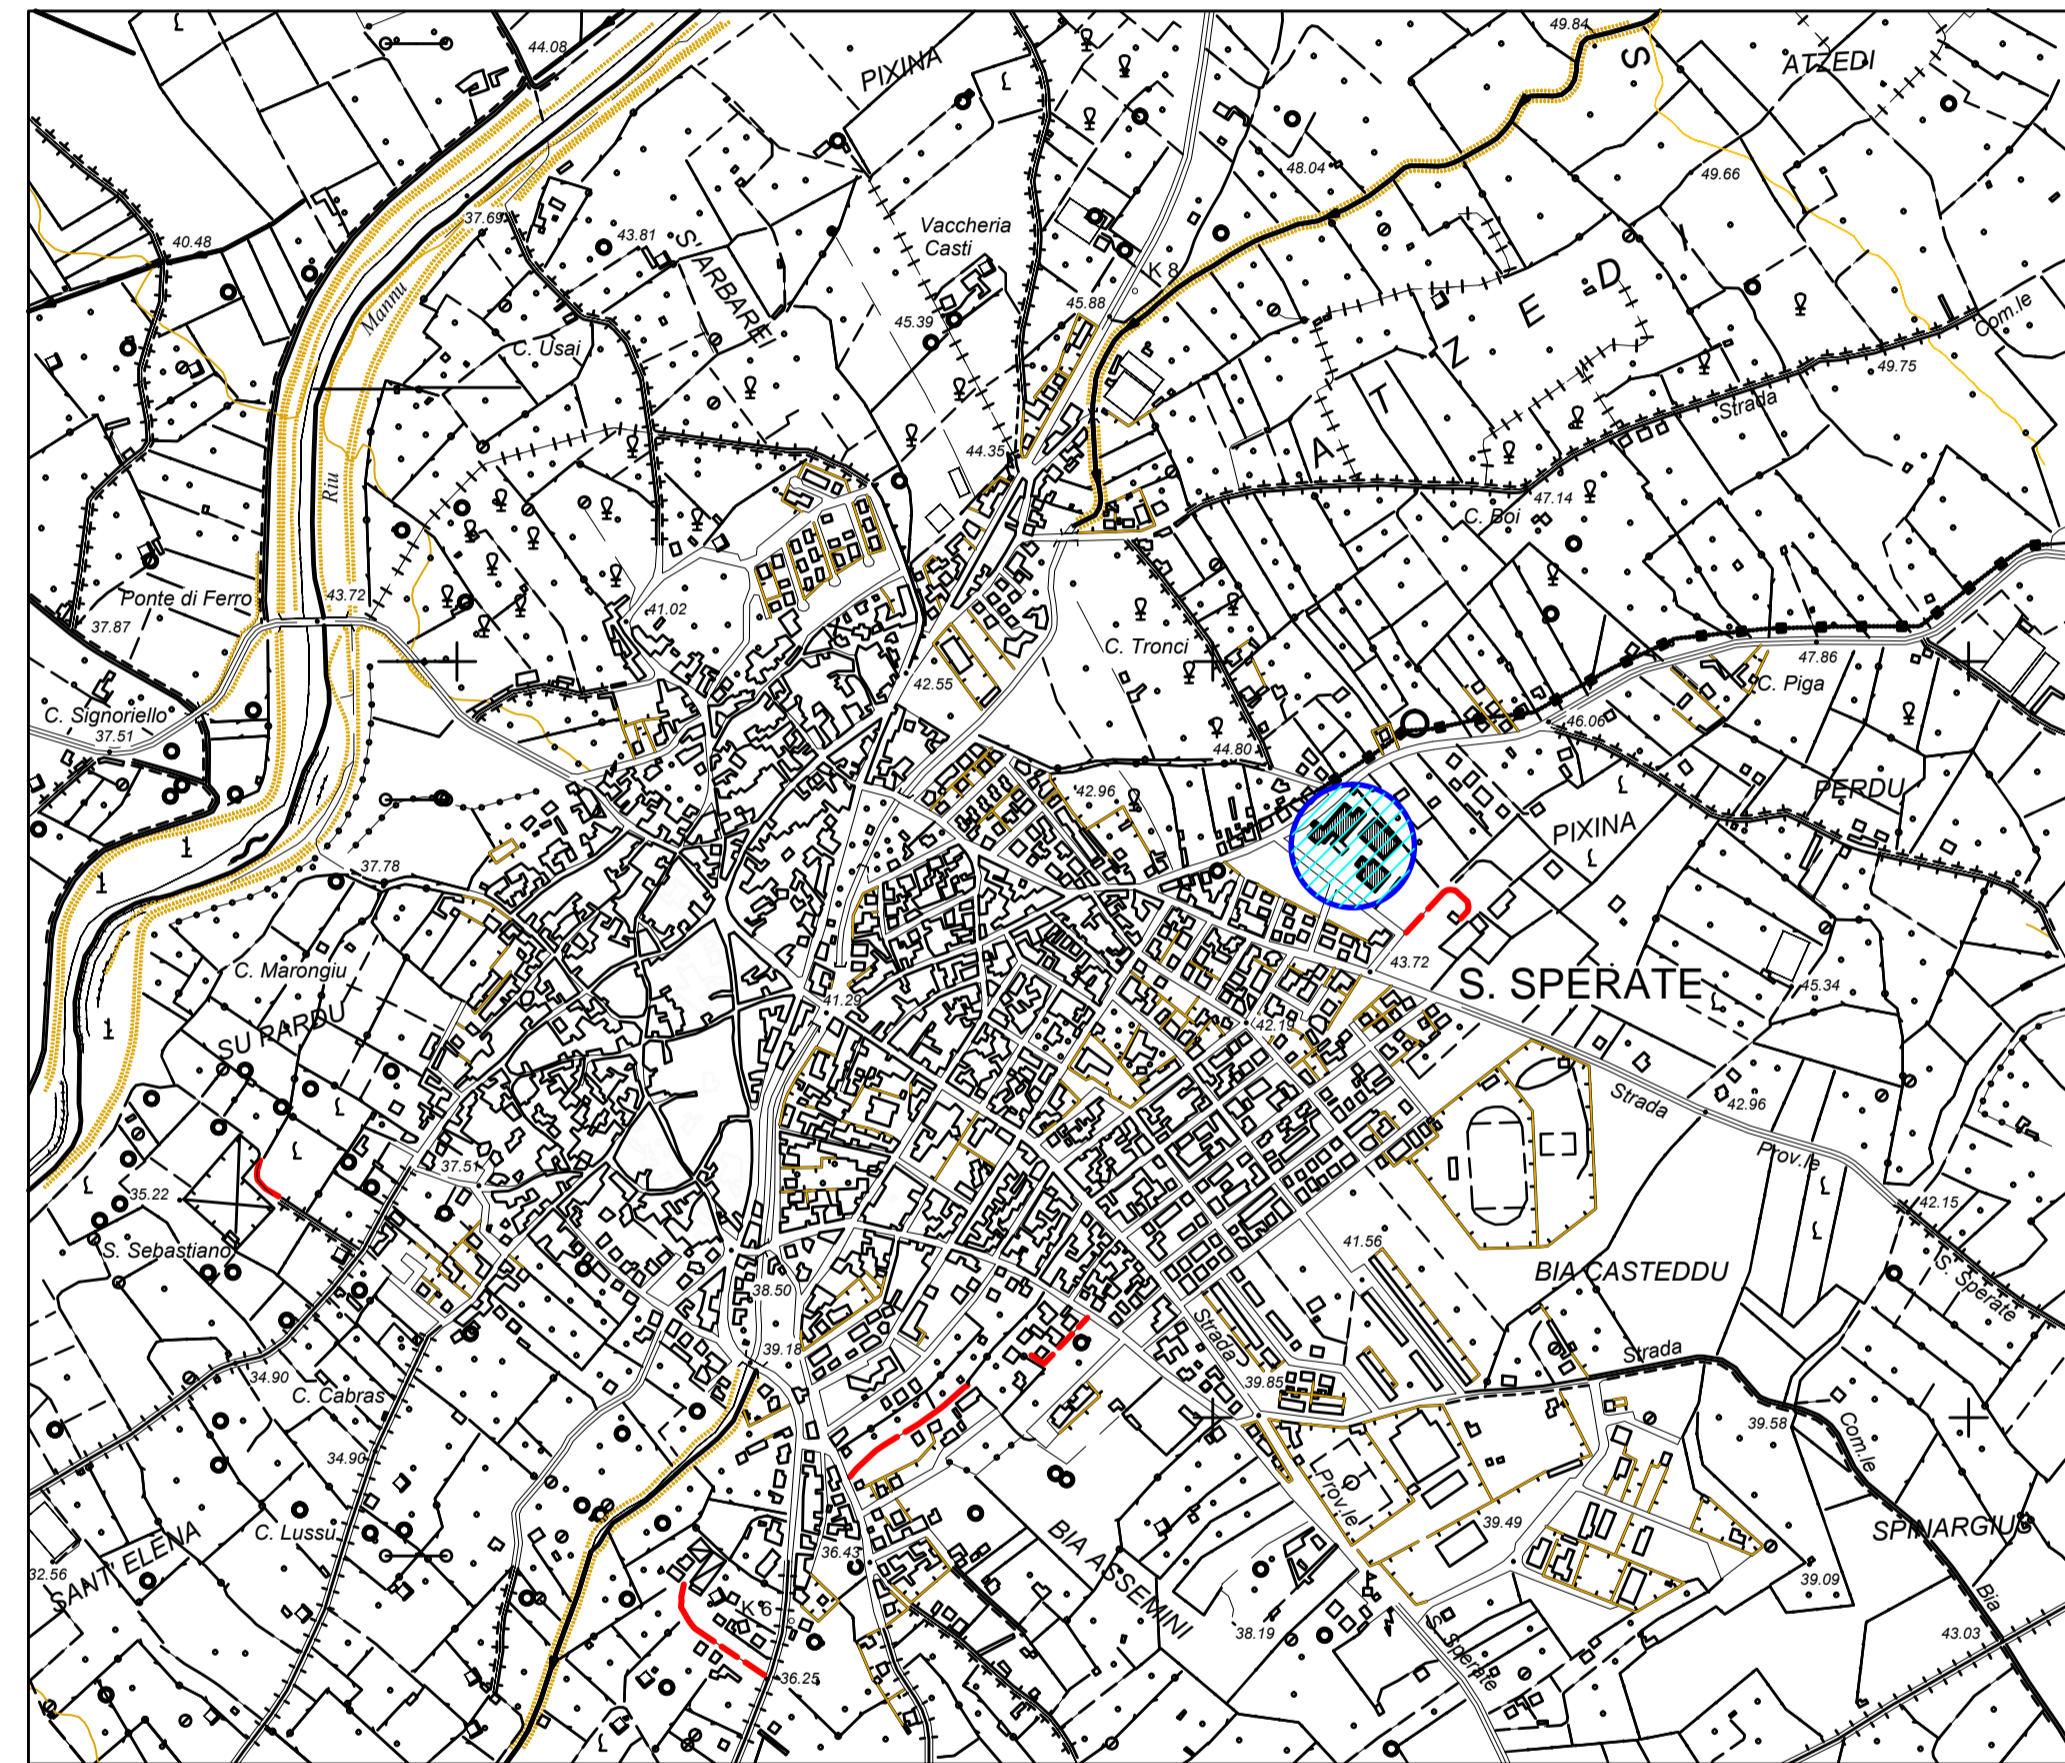 49.84
44.08
PIXINA
S
ATZEDI
48.04
49.66
37.69
40.48
43.81
S'ARBAREI
Vaccheria
Casti
K 8
D
E
Z
T
A
Mannu
45.88
45.39
Com.le
C. Usai
49.75
Strada
44.35
Riu
47.14
C. Boi
Ponte di Ferro
43.72
41.02
37.87
C. Tronci
47.86
42.55
C. Piga
C. Signoriello
37.51
46.06
44.80
42.96
PERDU
PIXINA
1
37.78
1
43.72
S. SPERATE
C. Marongiu
45.34
41.29
42.19
SU PARDU
1
Strada
42.96
Prov.le
37.51
35.22
42.15
S. Sebastiano
41.56
BIA CASTEDDU
S. Sperate
38.50
Strada
39.18
Strada
34.90
C. Cabras
39.85
39.58
Com.le
34.90
Prov.le
C. Lussu
39.49
SPINARGIUS
36.43
BIA ASSEMINI
32.56
SANT' ELENA
39.09
K 6
Bia
38.19
S. Sperate
43.03
36.25